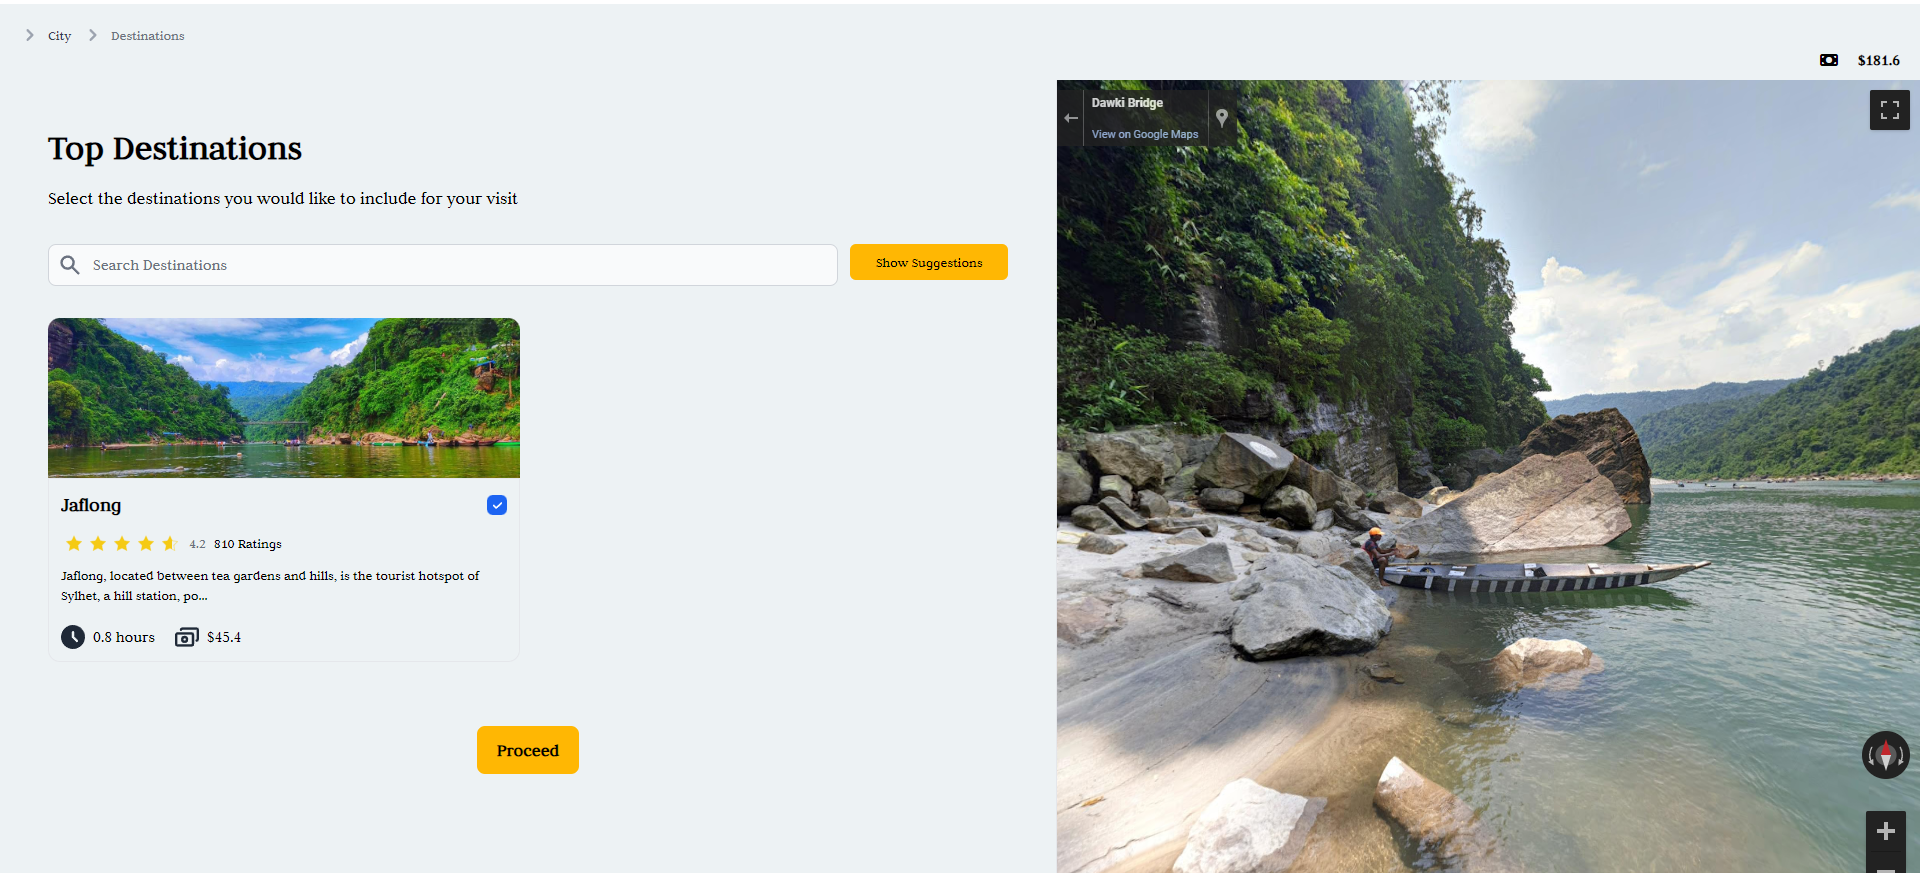 City
Destinations
$181.6
Top Destinations
Select the destinations you would like to include for your visit
Search Destinations
Show Suggestions
Jaflong
4.2 810 Ratings
Jaflong, located between tea gardens and hills, is the tourist hotspot of
Sylhet, a hill station, po...
0.8 hours
$45.4
Proceed
Dawki Bridge
View on Google Maps